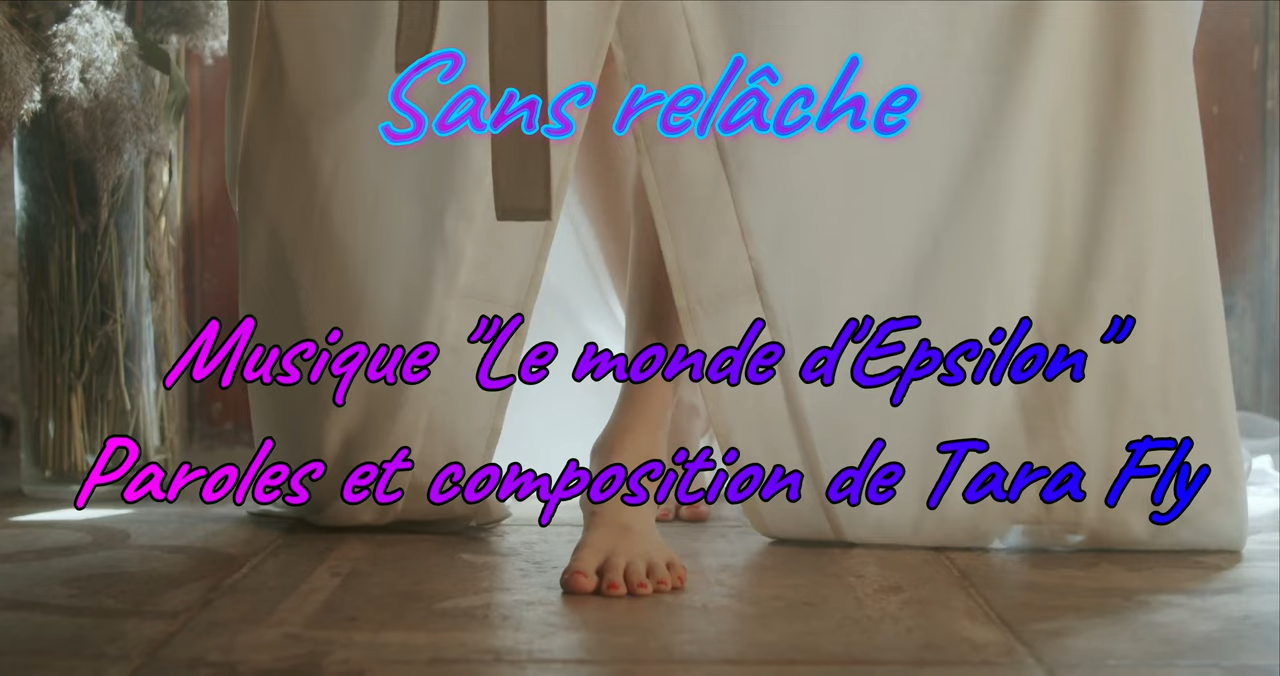 Sans relâche
Musique "Le monde d'Epsilon"
Paroles et composition de Tara Fly